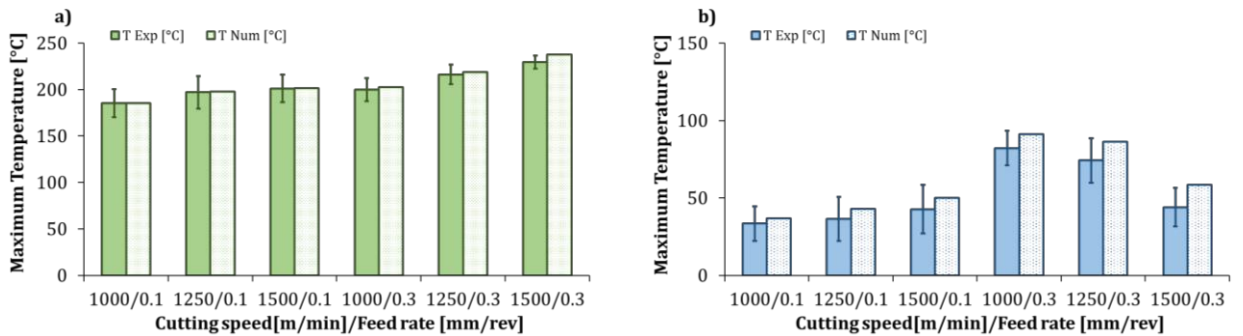 a)
T Exp [°C] T Num [°C]
Maximum Temperature [°C]
250
200
150
100
50
0
1000/0.1 1250/0.1 1500/0.1 1000/0.3 1250/0.3 1500/0.3
Cutting speed[m/min]/Feed rate [mm/rev]
b)
T Exp [°C] T Num [°C]
Maximum Temperature [°C]
150
100
50
0
1000/0.1 1250/0.1 1500/0.1 1000/0.3 1250/0.3 1500/0.3
Cutting speed[m/min]/Feed rate [mm/rev]